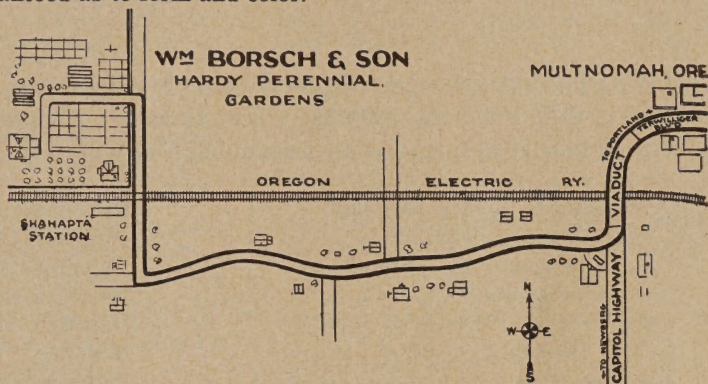 WM BORSCH & SON
HARDY PERENNIAL.
GARDENS
MULTNOMAH, ORE
TO PORTLAND
TERWILLIGER
BLVD
VIADUCT
OREGON ELECTRIC RY.
SHAHAPTA
STATION
N
W E
S
TO NEWBERG
CAPITOL HIGHWAY